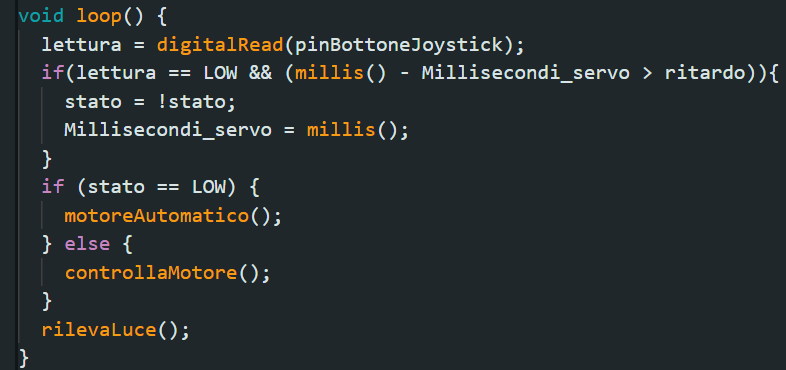 void loop() {
  lettura = digitalRead(pinBottoneJoystick);
  if(lettura == LOW && (millis() - Millisecondi_servo > ritardo)){
    stato = !stato;
    Millisecondi_servo = millis();
  }
  if (stato == LOW) {
    motoreAutomatico();
  } else {
    controllaMotore();
  }
  rilevaLuce();
}